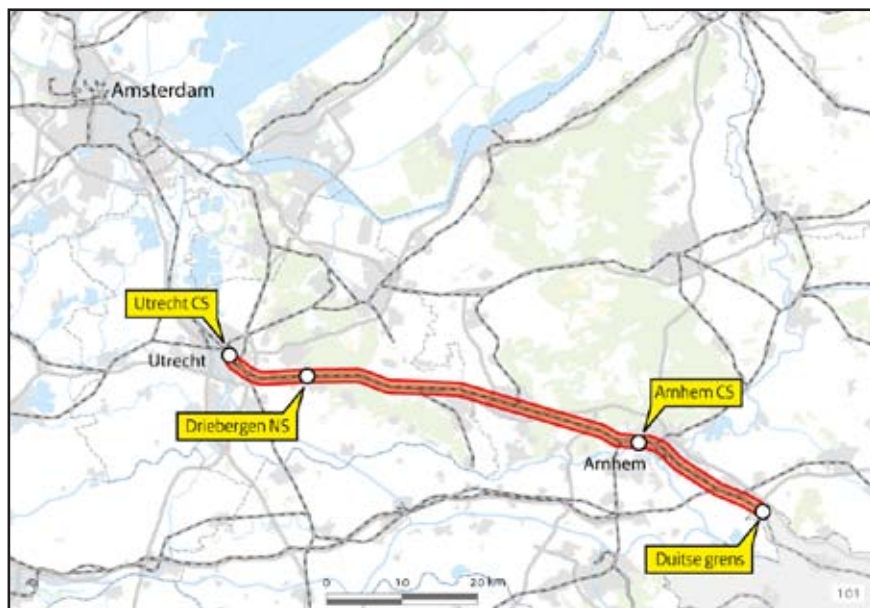 Amsterdam
Utrecht CS
Utrecht
Driebergen NS
Arnhem CS
Arnhem
Duitse grens
0 10 20 km
101